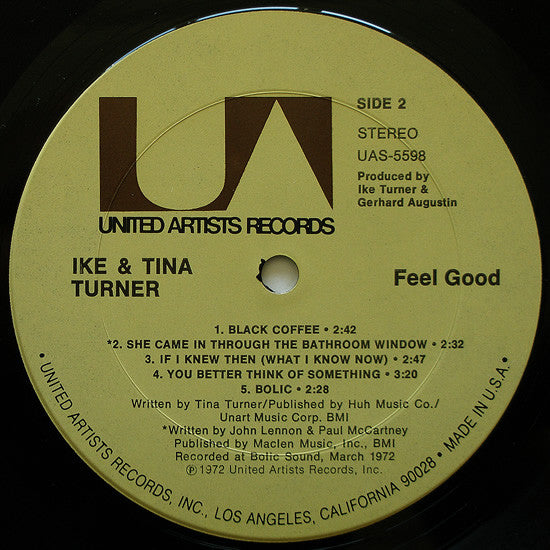 UA
SIDE 2
STEREO
UAS-5598
Produced by
Ike Turner &
Gerhard Augustin
UNITED ARTISTS RECORDS
IKE & TINA
TURNER
Feel Good
1. BLACK COFFEE • 2:42
*2. SHE CAME IN THROUGH THE BATHROOM WINDOW • 2:32
3. IF I KNEW THEN (WHAT I KNOW NOW) • 2:47
4. YOU BETTER THINK OF SOMETHING • 3:20
5. BOLIC • 2:28
Written by Tina Turner/Published by Huh Music Co./
Unart Music Corp. BMI
*Written by John Lennon & Paul McCartney
Published by Maclen Music, Inc., BMI
Recorded at Bolic Sound, March 1972
℗ 1972 United Artists Records, Inc.
• UNITED ARTISTS RECORDS, INC., LOS ANGELES, CALIFORNIA 90028 • MADE IN U.S.A. •